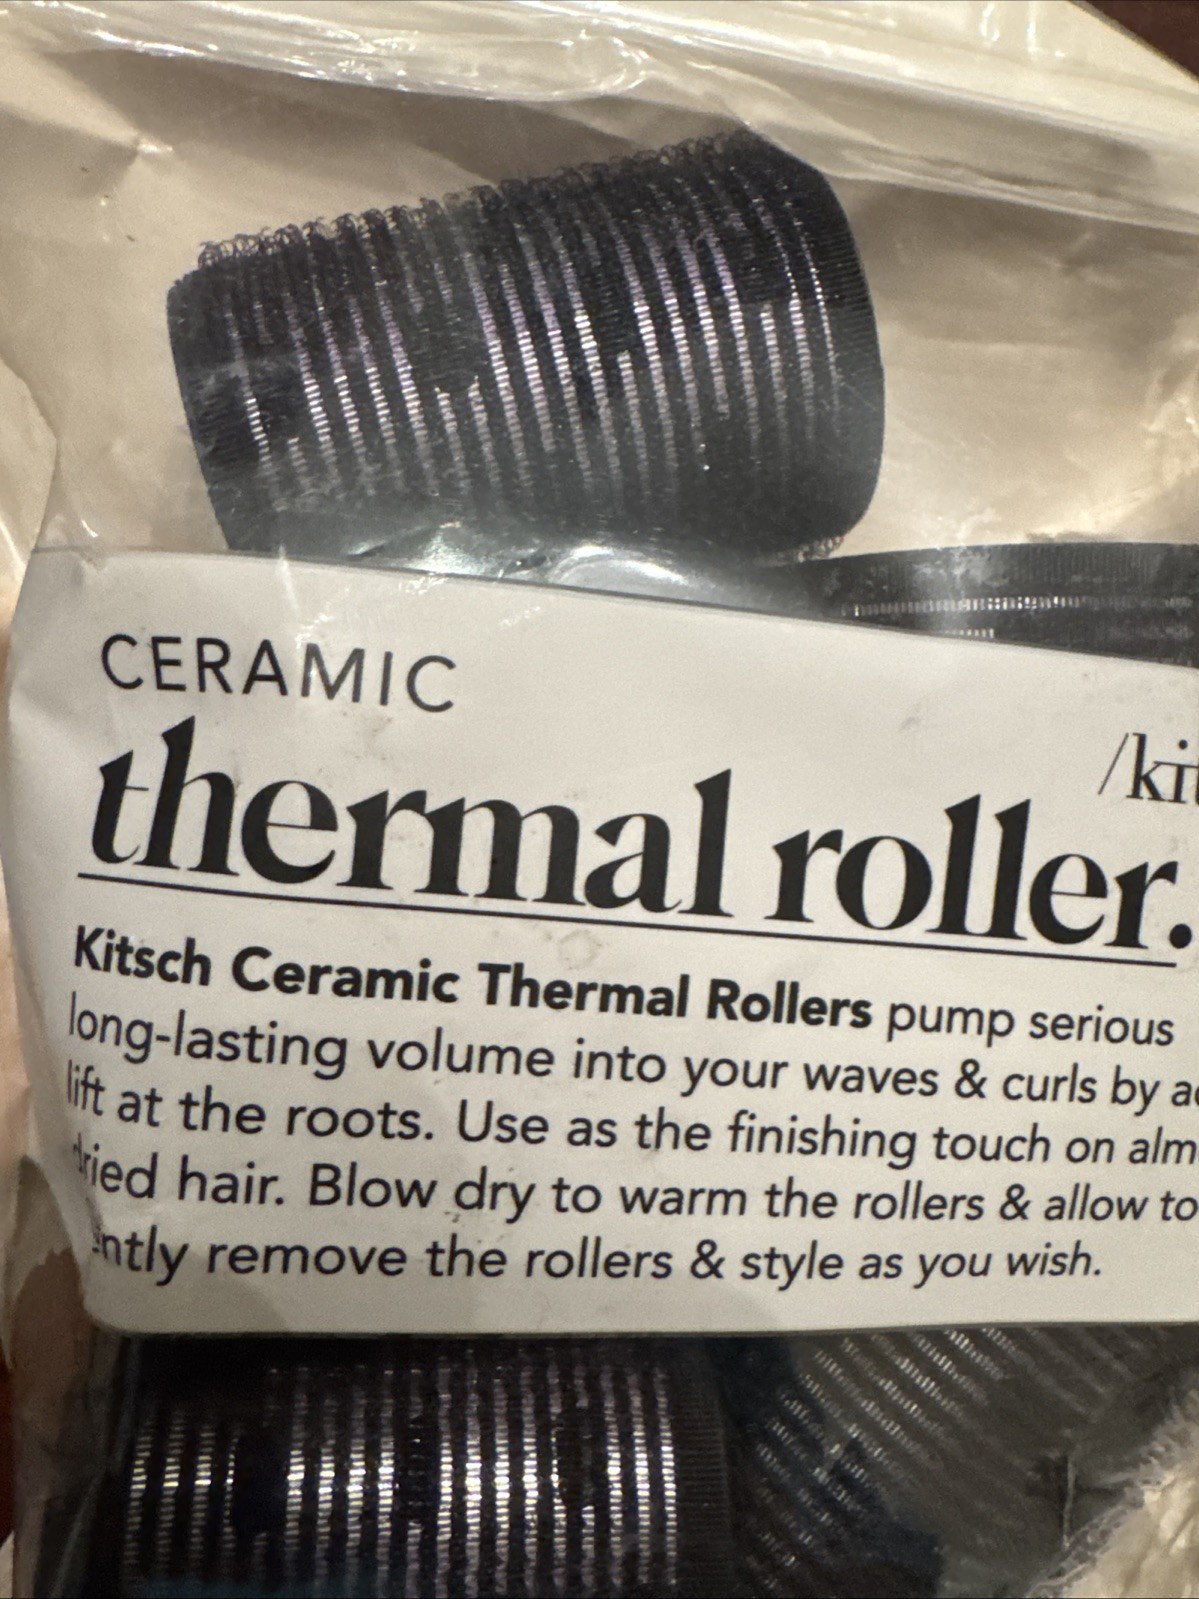 CERAMIC
/kit
thermal roller.
Kitsch Ceramic Thermal Rollers pump serious
long-lasting volume into your waves & curls by
lift at the roots. Use as the finishing touch on
dried hair. Blow dry to warm the rollers & allow to
remove the rollers & style as you wish.